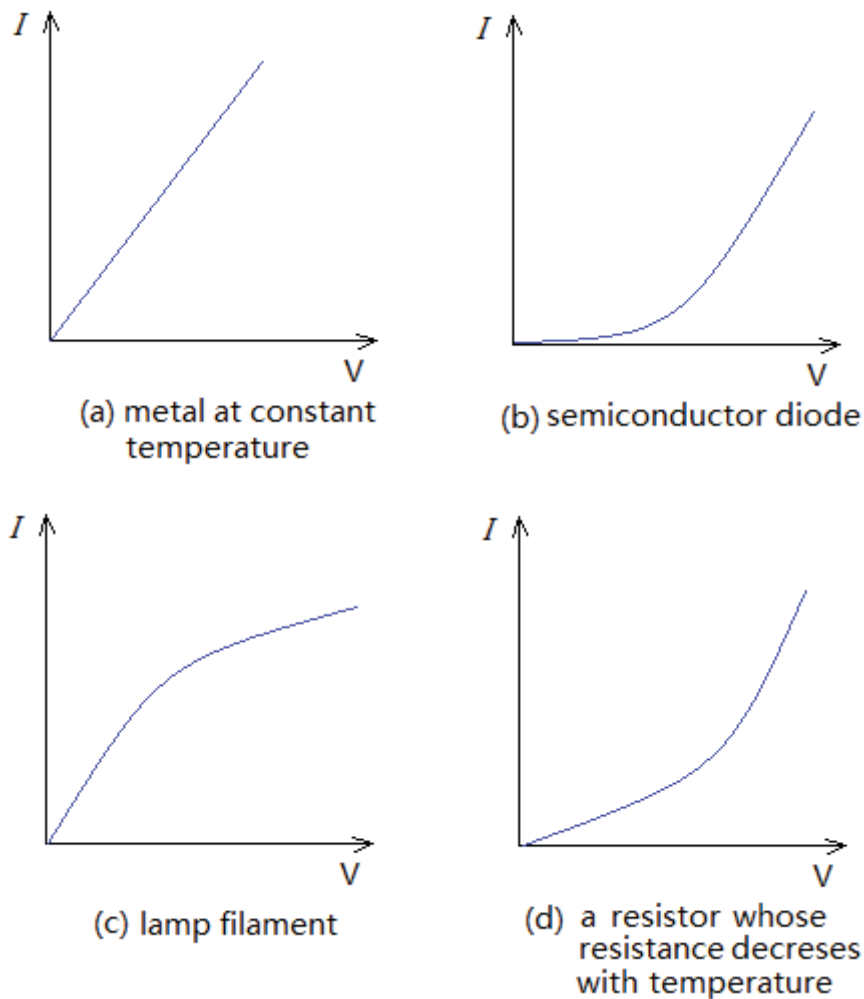 I
V
(a) metal at constant
temperature
I
V
(b) semiconductor diode
I
V
(c) lamp filament
I
V
(d) a resistor whose
resistance decreses
with temperature